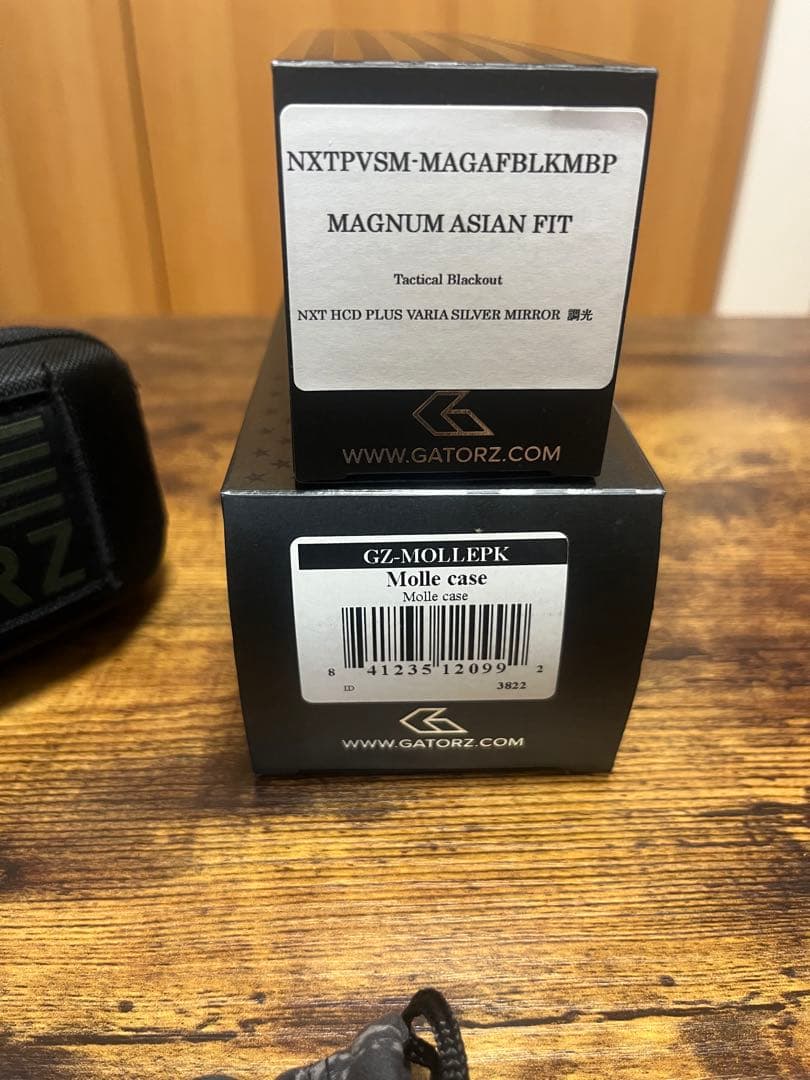 NXTPVSM-MAGAFBLKMBP
MAGNUM ASIAN FIT
Tactical Blackout
NXT HCD PLUS VARIA SILVER MIRROR 調光
WWW.GATORZ.COM
GZ-MOLLEPK
Molle case
Molle case
8 41235 12099 2
ID 3822
WWW.GATORZ.COM
RZ